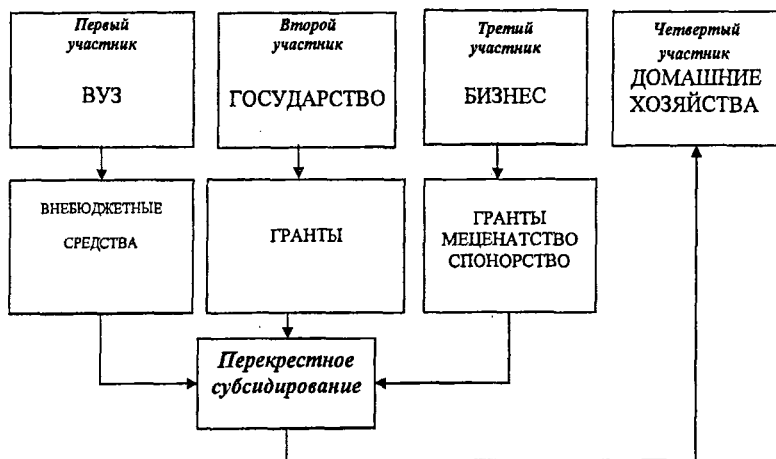 Первый
участник
ВУЗ
Второй
участник
ГОСУДАРСТВО
Третий
участник
БИЗНЕС
Четвертый
участник
ДОМАШНИЕ
ХОЗЯЙСТВА
ВНЕБЮДЖЕТНЫЕ
СРЕДСТВА
ГРАНТЫ
ГРАНТЫ
МЕЦЕНАТСТВО
СПОНОРСТВО
Перекрестное
субсидирование